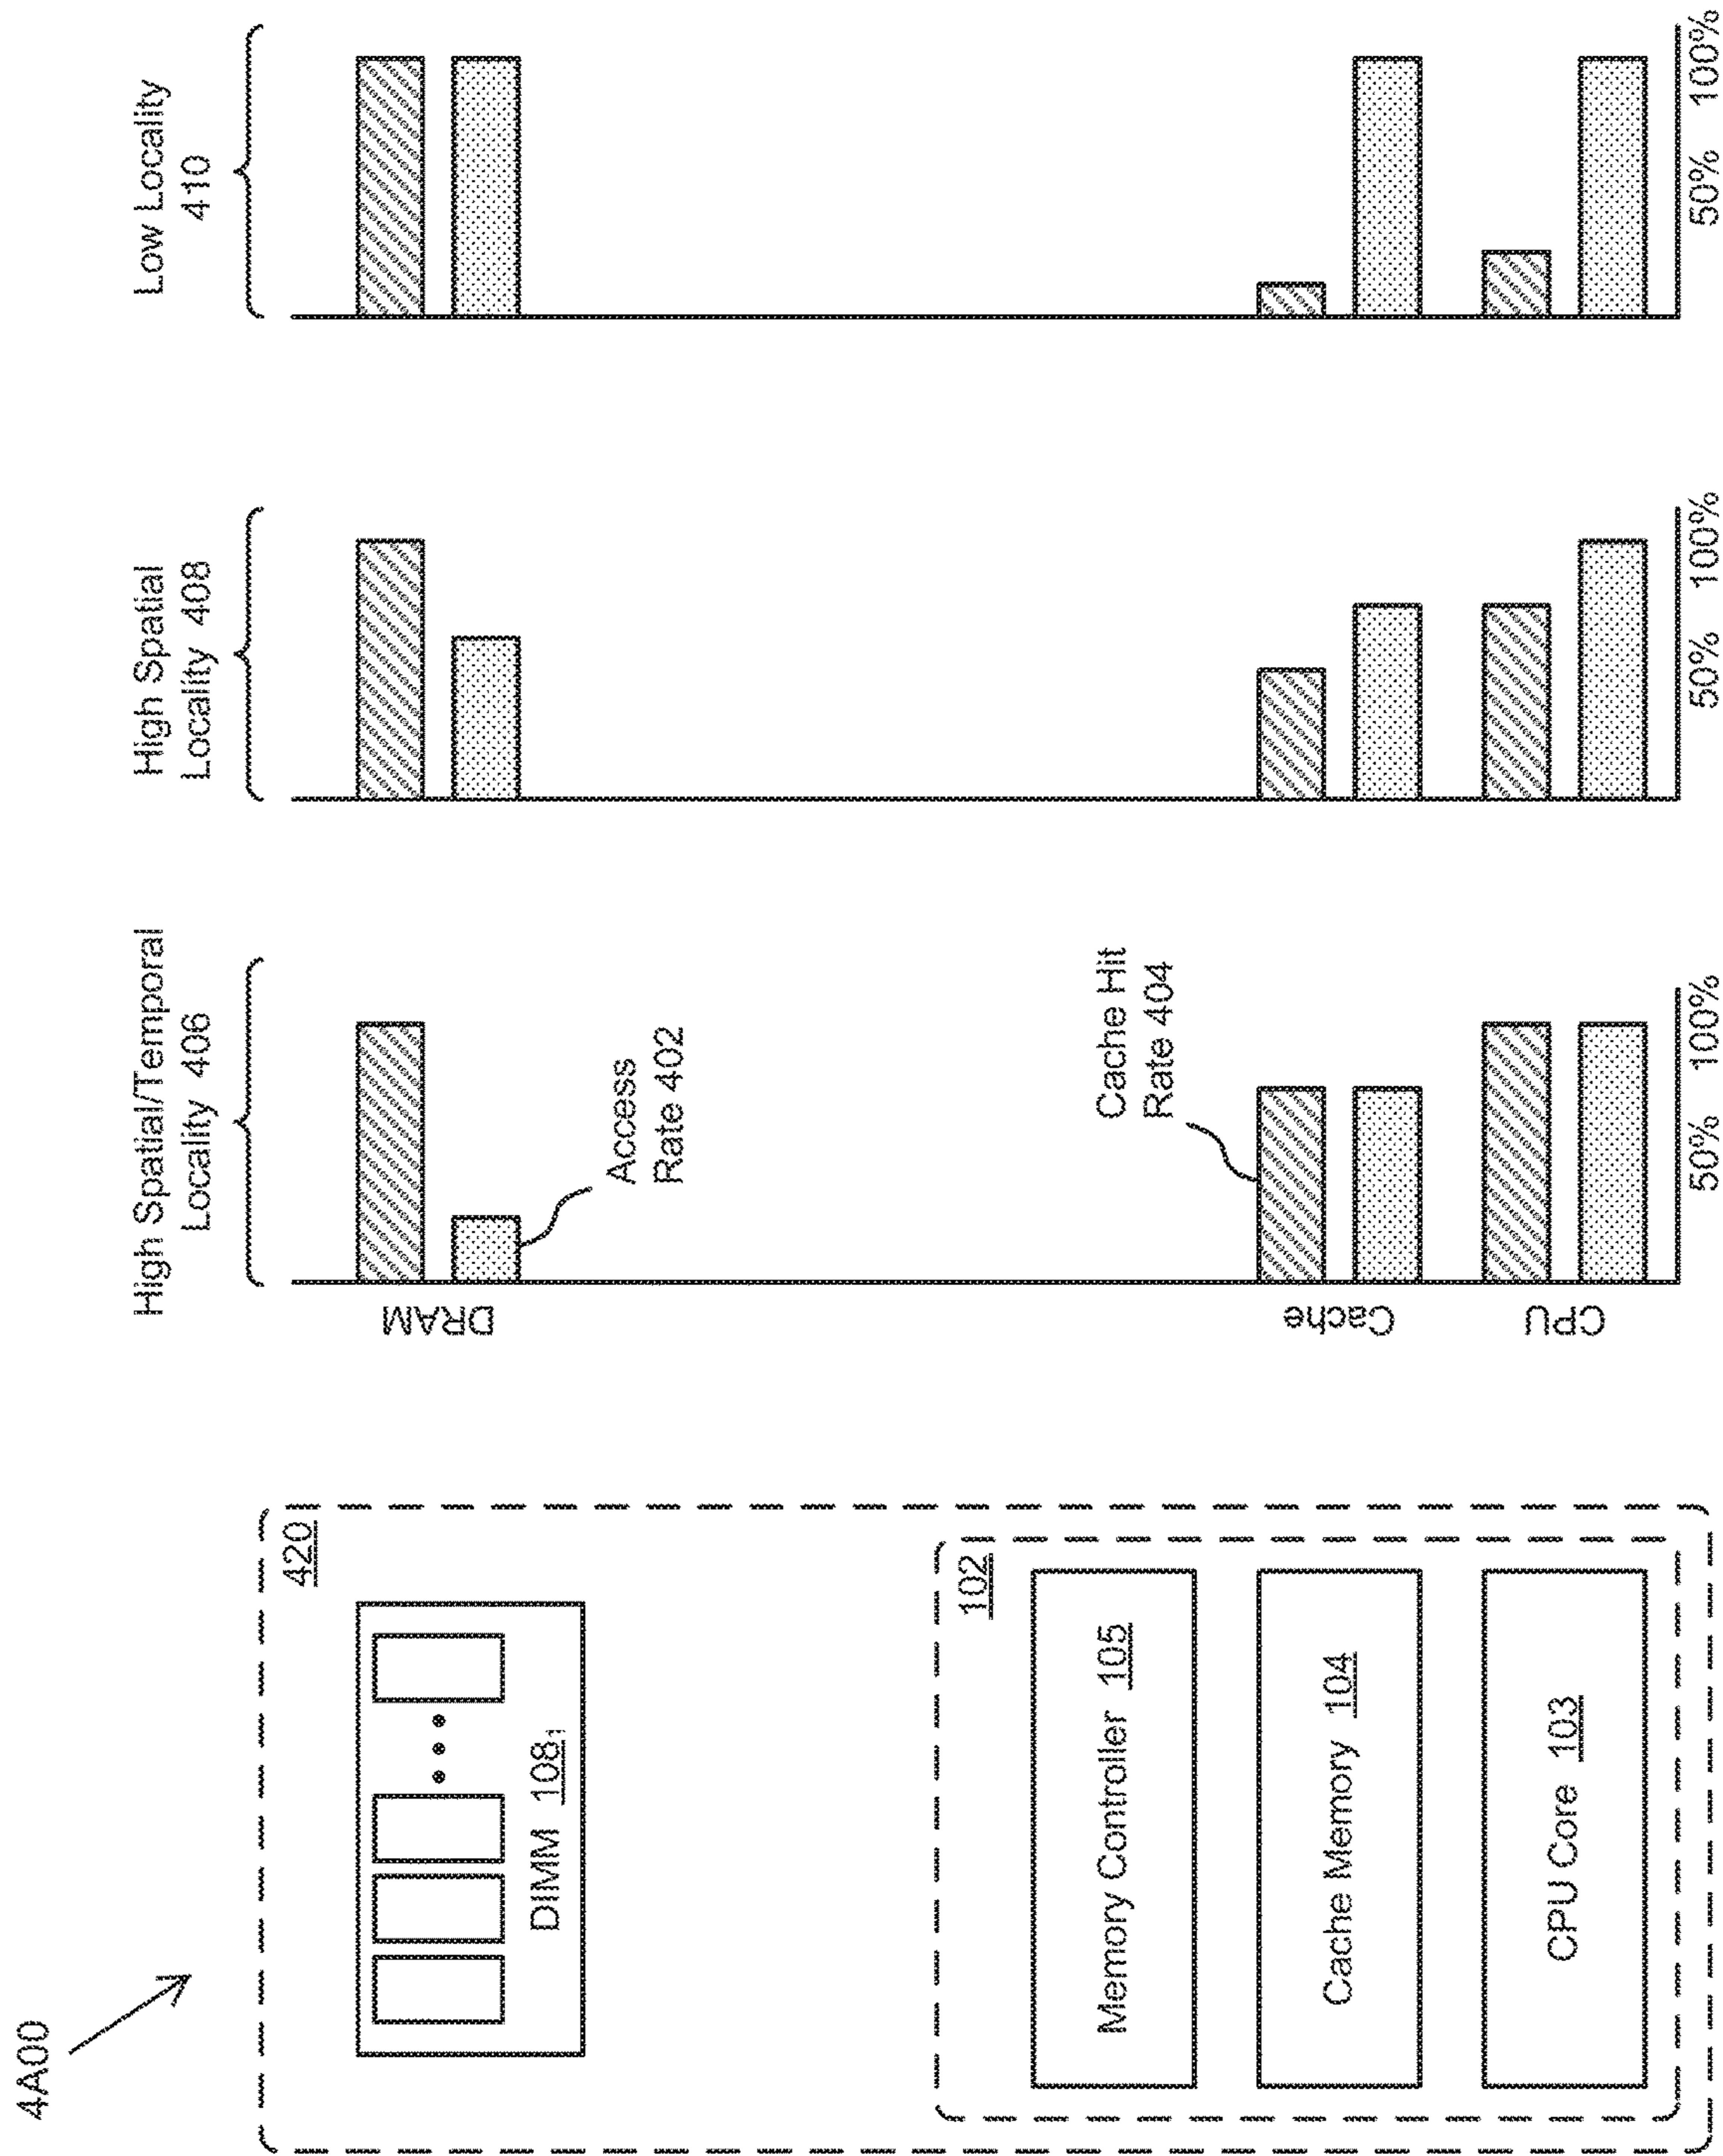 4A00
420
DIMM 108₁
102
Memory Controller 105
Cache Memory 104
CPU Core 103
High Spatial/Temporal
Locality 406
High Spatial
Locality 408
Low Locality
410
DRAM
Access
Rate 402
Cache Hit
Rate 404
Cache
CPU
50% 100%
50% 100%
50% 100%